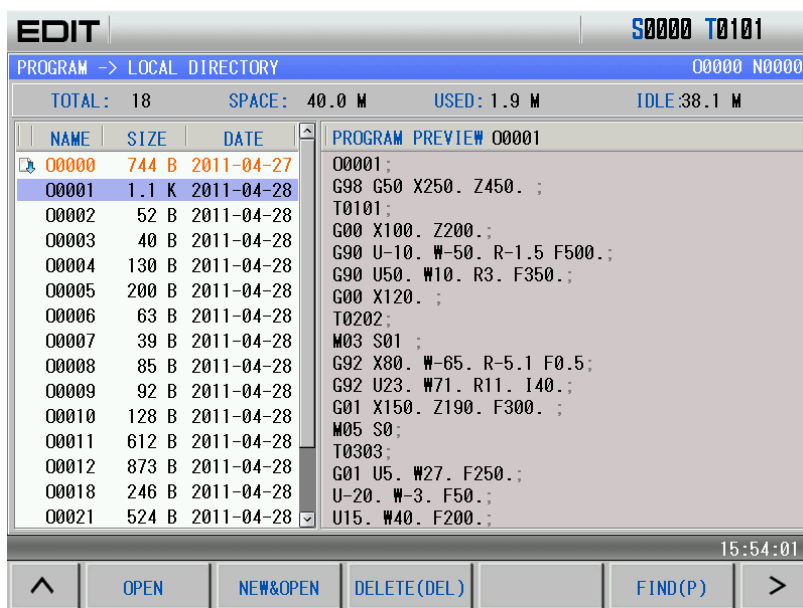 EDIT S0000 T0101
PROGRAM -> LOCAL DIRECTORY O0000 N0000
TOTAL: 18 SPACE: 40.0 M USED: 1.9 M IDLE:38.1 M
NAME SIZE DATE
O0000 744 B 2011-04-27
O0001 1.1 K 2011-04-28
O0002 52 B 2011-04-28
O0003 40 B 2011-04-28
O0004 130 B 2011-04-28
O0005 200 B 2011-04-28
O0006 63 B 2011-04-28
O0007 39 B 2011-04-28
O0008 85 B 2011-04-28
O0009 92 B 2011-04-28
O0010 128 B 2011-04-28
O0011 612 B 2011-04-28
O0012 873 B 2011-04-28
O0018 246 B 2011-04-28
O0021 524 B 2011-04-28
PROGRAM PREVIEW O0001
O0001;
G98 G50 X250. Z450. ;
T0101;
G00 X100. Z200.;
G90 U-10. W-50. R-1.5 F500.;
G90 U50. W10. R3. F350.;
G00 X120. ;
T0202;
M03 S01 ;
G92 X80. W-65. R-5.1 F0.5;
G92 U23. W71. R11. I40.;
G01 X150. Z190. F300. ;
M05 S0;
T0303;
G01 U5. W27. F250.;
U-20. W-3. F50.;
U15. W40. F200.;
15:54:01
OPEN NEW&OPEN DELETE(DEL) FIND(P) >